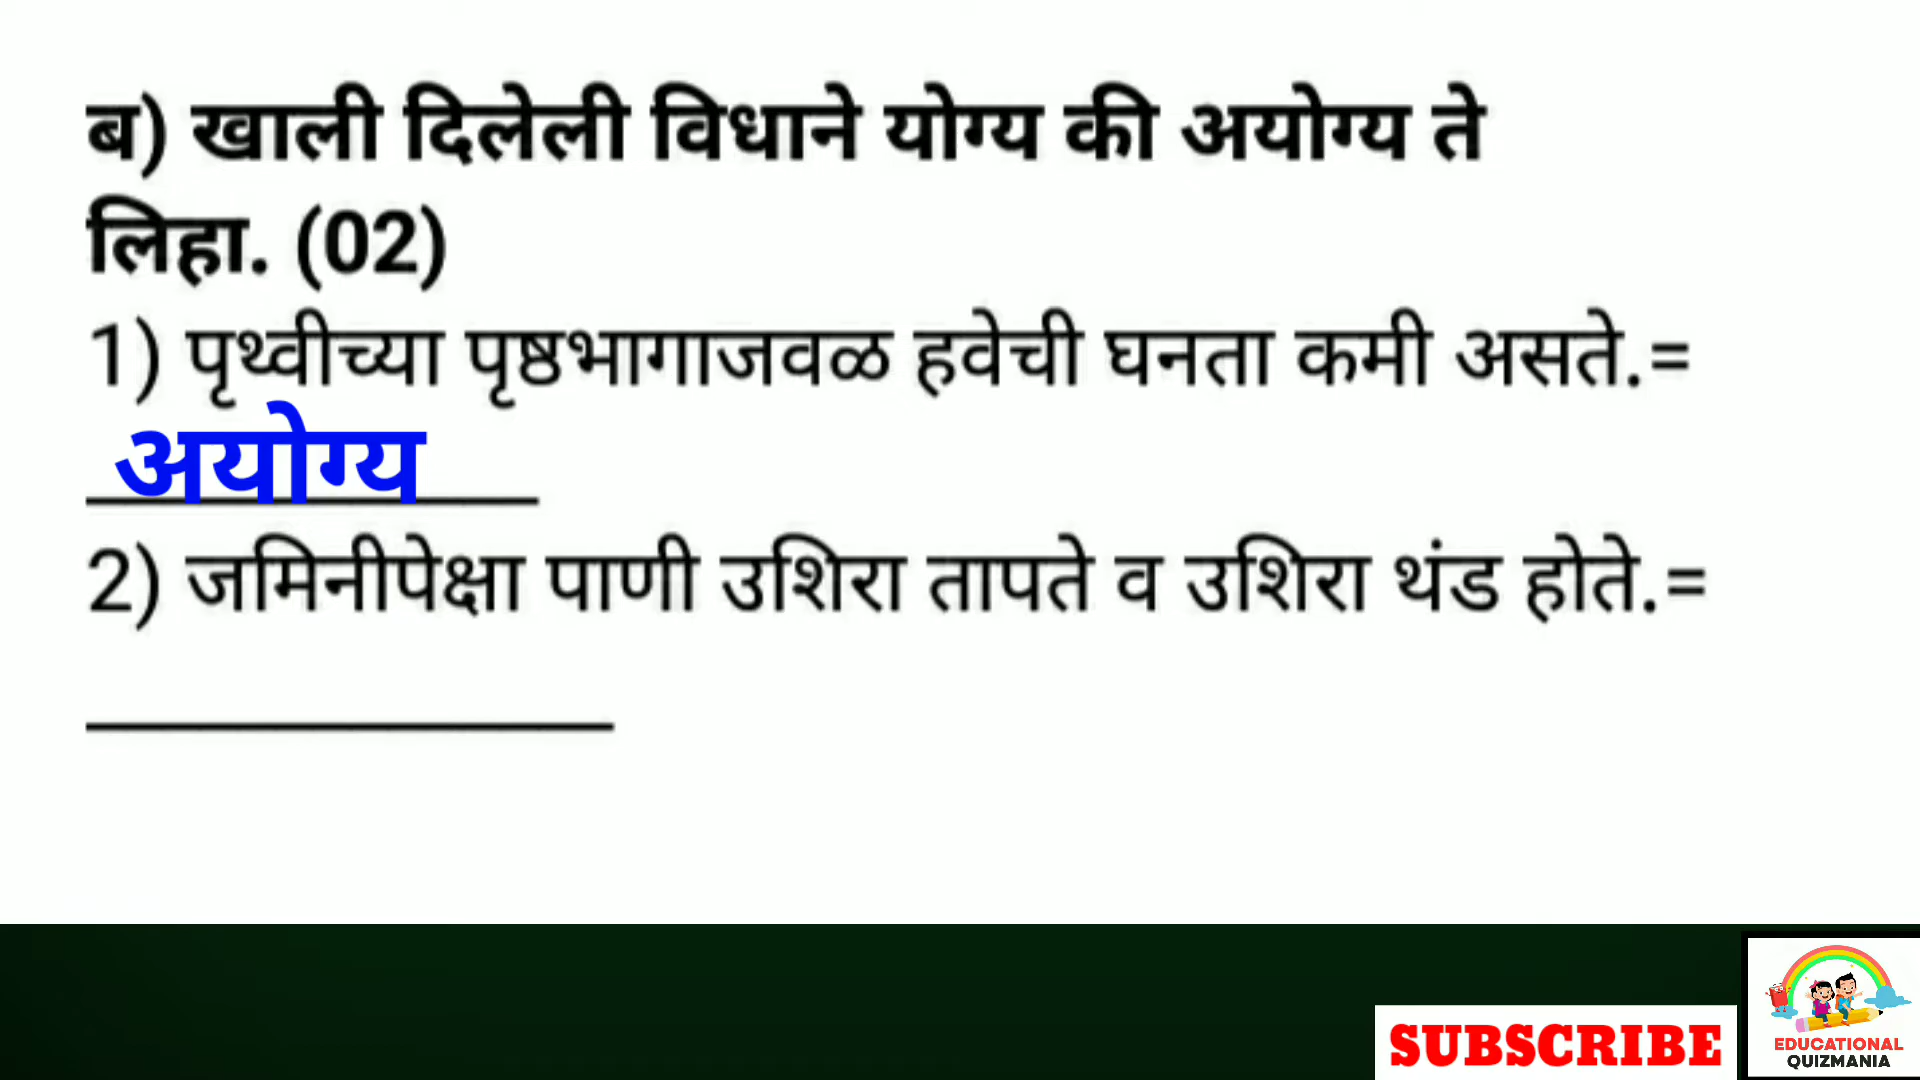 ब) खाली दिलेली विधाने योग्य की अयोग्य ते
लिहा. (02)
1) पृथ्वीच्या पृष्ठभागाजवळ हवेची घनता कमी असते.=
अयोग्य
2) जमिनीपेक्षा पाणी उशिरा तापते व उशिरा थंड होते.=
SUBSCRIBE
EDUCATIONAL
QUIZMANIA